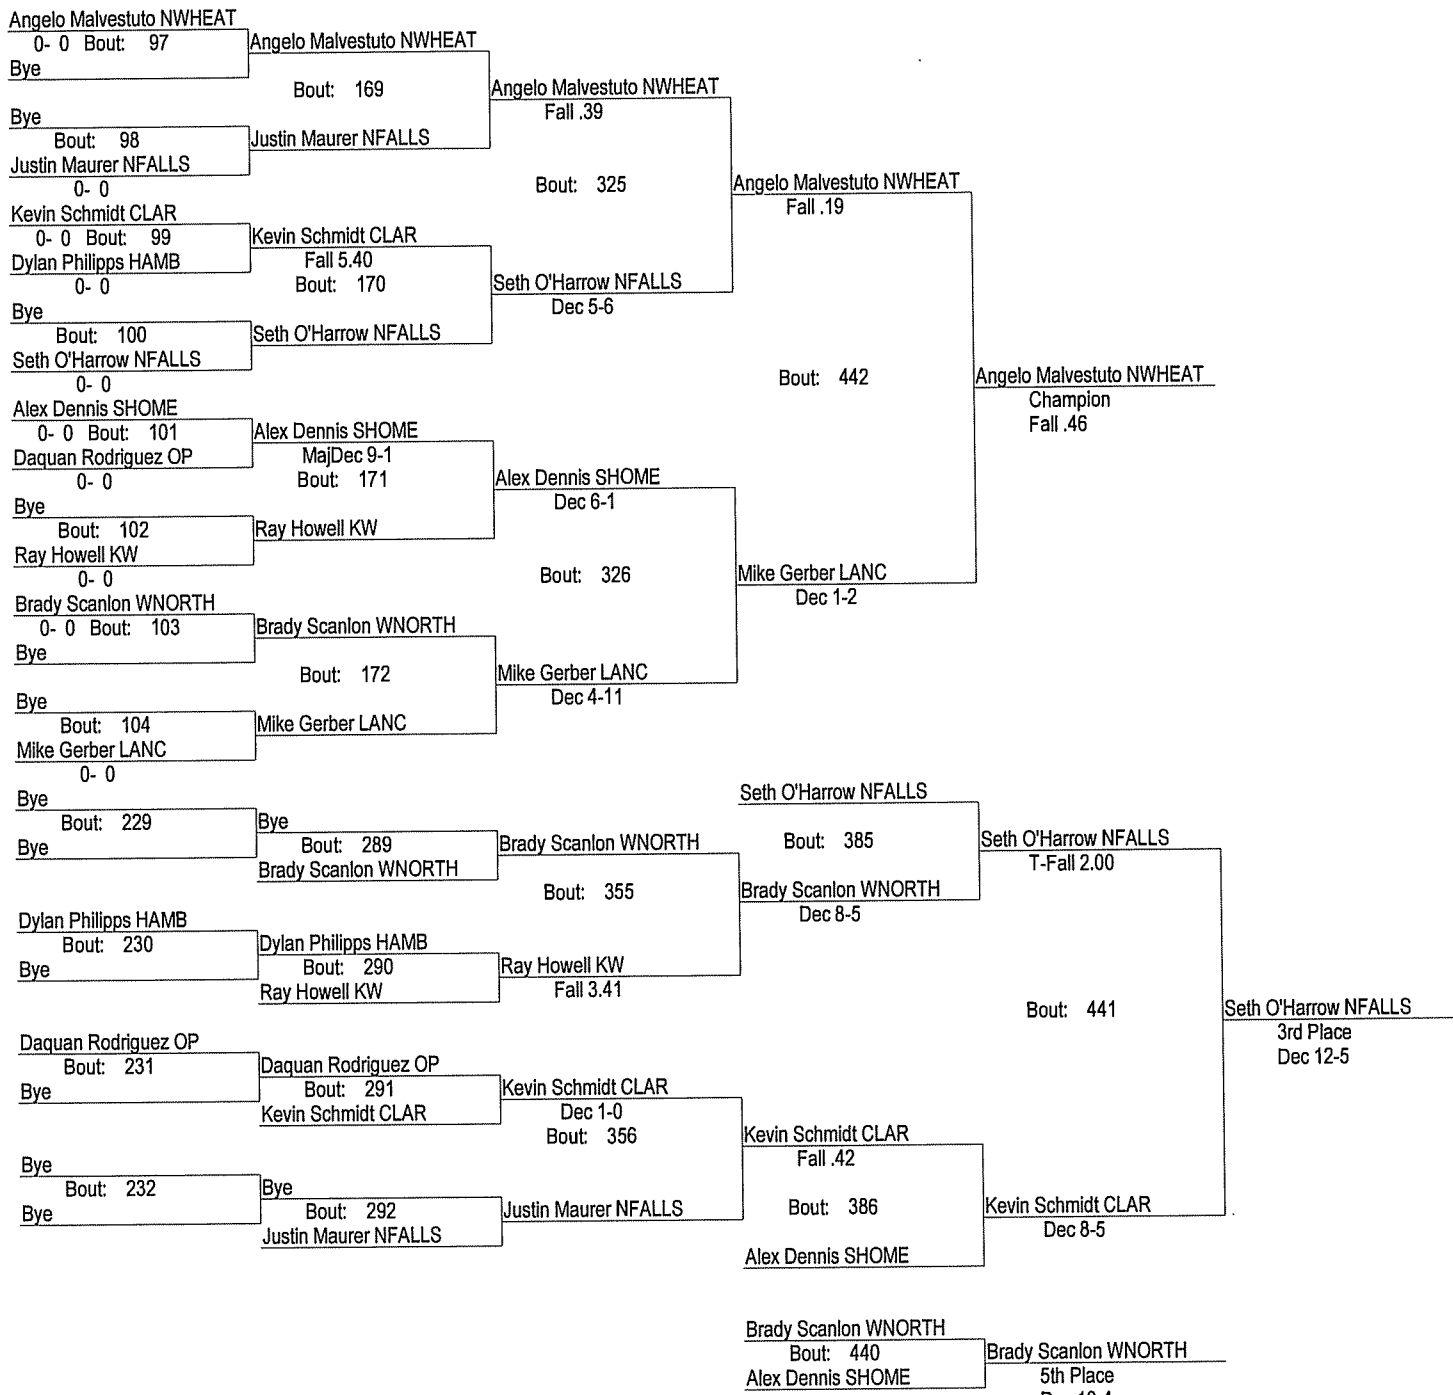 Angelo Malvestuto NWHEAT
0- 0 Bout: 97
Bye
Angelo Malvestuto NWHEAT
Bout: 169
Bye
Bout: 98
Justin Maurer NFALLS
0- 0
Justin Maurer NFALLS
Angelo Malvestuto NWHEAT
Fall .39
Bout: 325
Kevin Schmidt CLAR
0- 0 Bout: 99
Dylan Philipps HAMB
0- 0
Kevin Schmidt CLAR
Fall 5.40
Bout: 170
Bye
Bout: 100
Seth O'Harrow NFALLS
0- 0
Seth O'Harrow NFALLS
Seth O'Harrow NFALLS
Dec 5-6
Angelo Malvestuto NWHEAT
Fall .19
Bout: 442
Alex Dennis SHOME
0- 0 Bout: 101
Daquan Rodriguez OP
0- 0
Alex Dennis SHOME
MajDec 9-1
Bout: 171
Bye
Bout: 102
Ray Howell KW
0- 0
Ray Howell KW
Alex Dennis SHOME
Dec 6-1
Bout: 326
Brady Scanlon WNORTH
0- 0 Bout: 103
Bye
Brady Scanlon WNORTH
Bout: 172
Bye
Bout: 104
Mike Gerber LANC
0- 0
Mike Gerber LANC
Mike Gerber LANC
Dec 4-11
Mike Gerber LANC
Dec 1-2
Angelo Malvestuto NWHEAT
Champion
Fall .46
Bye
Bout: 229
Bye
Bye
Bout: 289
Brady Scanlon WNORTH
Brady Scanlon WNORTH
Bout: 355
Dylan Philipps HAMB
Bout: 230
Bye
Dylan Philipps HAMB
Bout: 290
Ray Howell KW
Ray Howell KW
Fall 3.41
Seth O'Harrow NFALLS
Bout: 385
Brady Scanlon WNORTH
Dec 8-5
Seth O'Harrow NFALLS
T-Fall 2.00
Bout: 441
Daquan Rodriguez OP
Bout: 231
Bye
Daquan Rodriguez OP
Bout: 291
Kevin Schmidt CLAR
Kevin Schmidt CLAR
Dec 1-0
Bout: 356
Bye
Bout: 232
Bye
Bye
Bout: 292
Justin Maurer NFALLS
Justin Maurer NFALLS
Kevin Schmidt CLAR
Fall .42
Bout: 386
Alex Dennis SHOME
Kevin Schmidt CLAR
Dec 8-5
Seth O'Harrow NFALLS
3rd Place
Dec 12-5
Brady Scanlon WNORTH
Bout: 440
Alex Dennis SHOME
Brady Scanlon WNORTH
5th Place